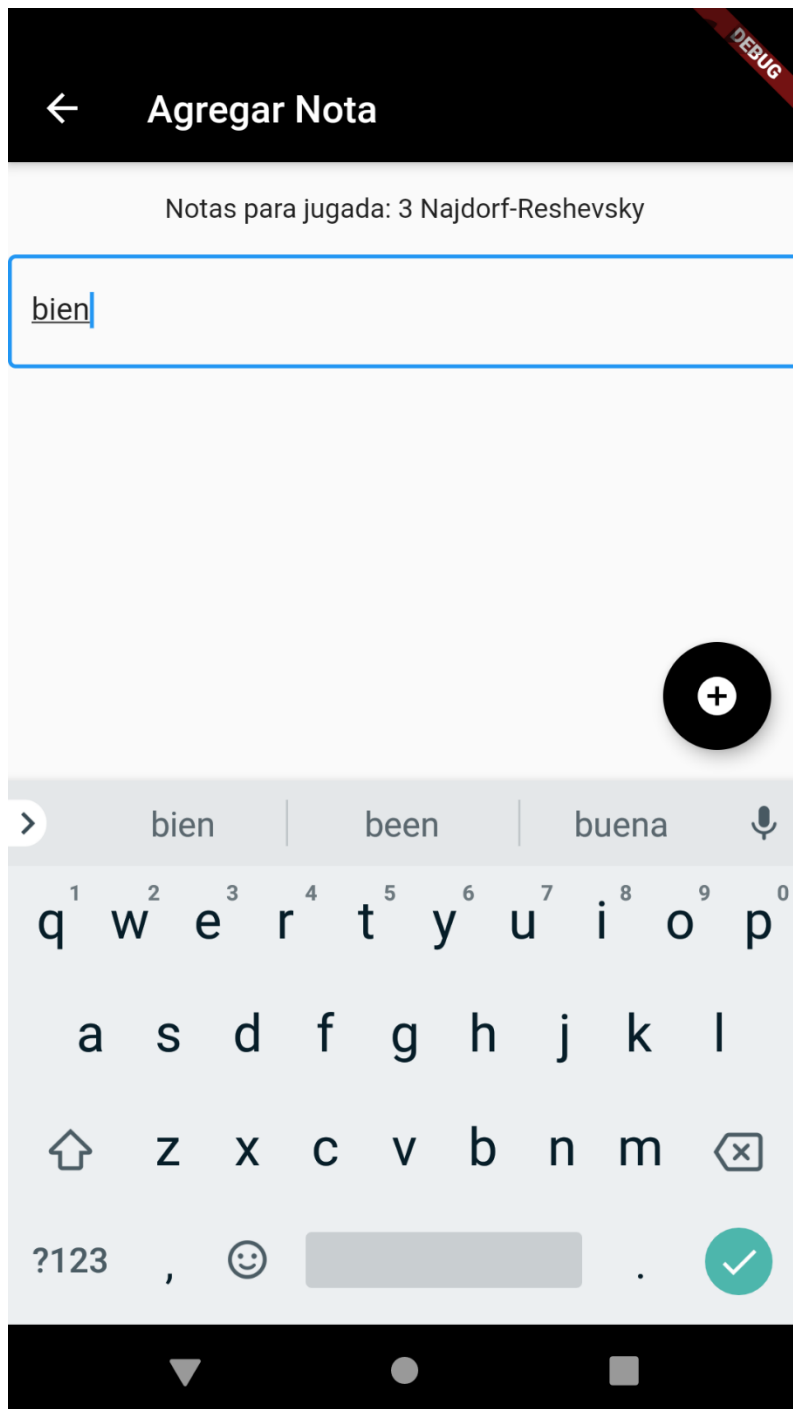 DEBUG
Agregar Nota
Notas para jugada: 3 Najdorf-Reshevsky
bien
bien been buena
1 2 3 4 5 6 7 8 9 0
q w e r t y u i o p
a s d f g h j k l
z x c v b n m
?123 , .